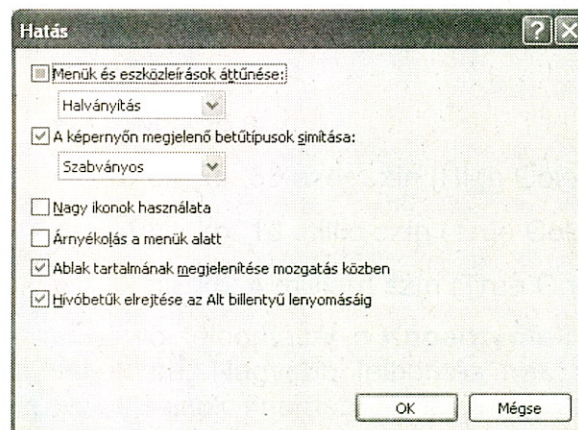 Hatás
Menük és eszközleírások áttűnése:
Halványítás
A képernyőn megjelenő betűtípusok simítása:
Szabványos
Nagy ikonok használata
Árnyékolás a menük alatt
Ablak tartalmának megjelenítése mozgatás közben
Hívóbetűk elrejtése az Alt billentyű lenyomásáig
OK Mégse